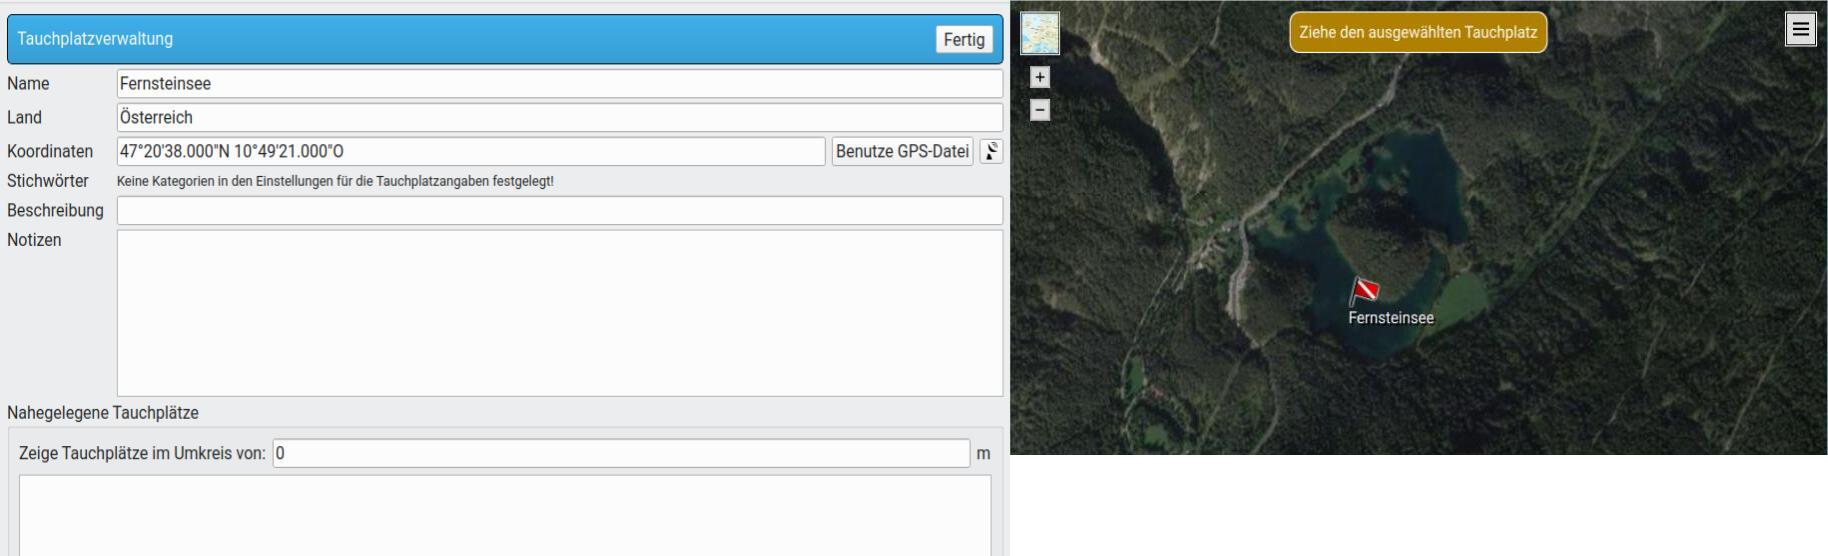 Tauchplatzverwaltung
Fertig
Name
Fernsteinsee
Land
Österreich
Koordinaten
47°20'38.000"N 10°49'21.000"O
Benutze GPS-Datei
Stichwörter
Keine Kategorien in den Einstellungen für die Tauchplatzangaben festgelegt!
Beschreibung
Notizen
Nahegelegene Tauchplätze
Zeige Tauchplätze im Umkreis von:
0
m
Ziehe den ausgewählten Tauchplatz
+
−
Fernsteinsee